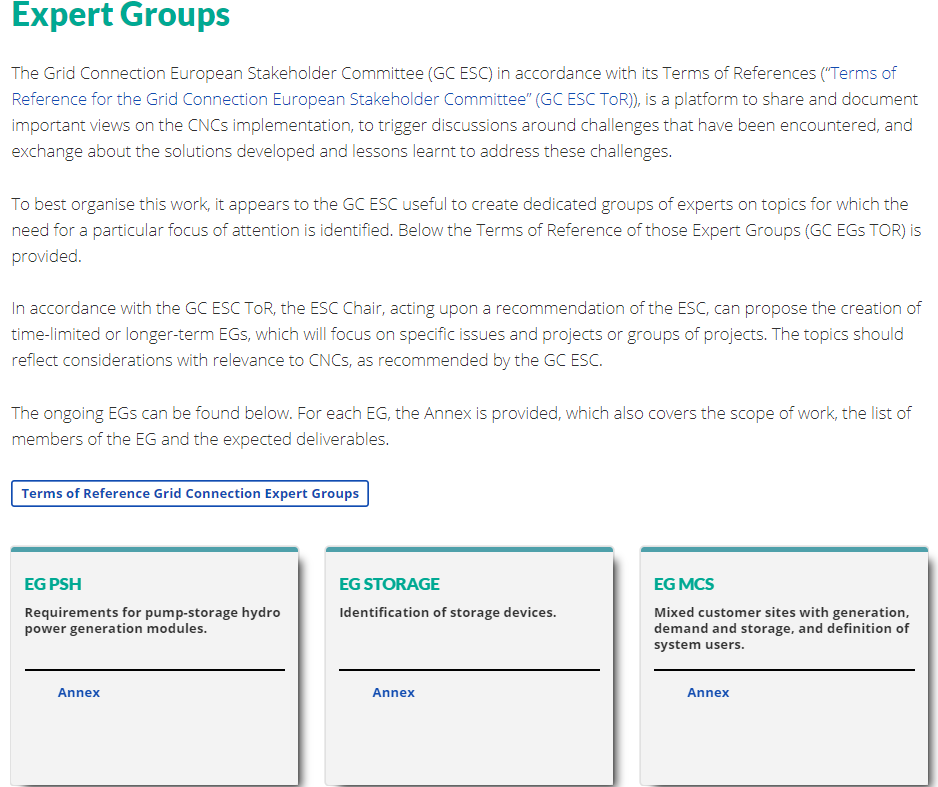 Expert Groups
The Grid Connection European Stakeholder Committee (GC ESC) in accordance with its Terms of References (“Terms of
Reference for the Grid Connection European Stakeholder Committee” (GC ESC ToR)), is a platform to share and document
important views on the CNCs implementation, to trigger discussions around challenges that have been encountered, and
exchange about the solutions developed and lessons learnt to address these challenges.
To best organise this work, it appears to the GC ESC useful to create dedicated groups of experts on topics for which the
need for a particular focus of attention is identified. Below the Terms of Reference of those Expert Groups (GC EGs TOR) is
provided.
In accordance with the GC ESC ToR, the ESC Chair, acting upon a recommendation of the ESC, can propose the creation of
time-limited or longer-term EGs, which will focus on specific issues and projects or groups of projects. The topics should
reflect considerations with relevance to CNCs, as recommended by the GC ESC.
The ongoing EGs can be found below. For each EG, the Annex is provided, which also covers the scope of work, the list of
members of the EG and the expected deliverables.
Terms of Reference Grid Connection Expert Groups
EG PSH
Requirements for pump-storage hydro
power generation modules.
Annex
EG STORAGE
Identification of storage devices.
Annex
EG MCS
Mixed customer sites with generation,
demand and storage, and definition of
system users.
Annex